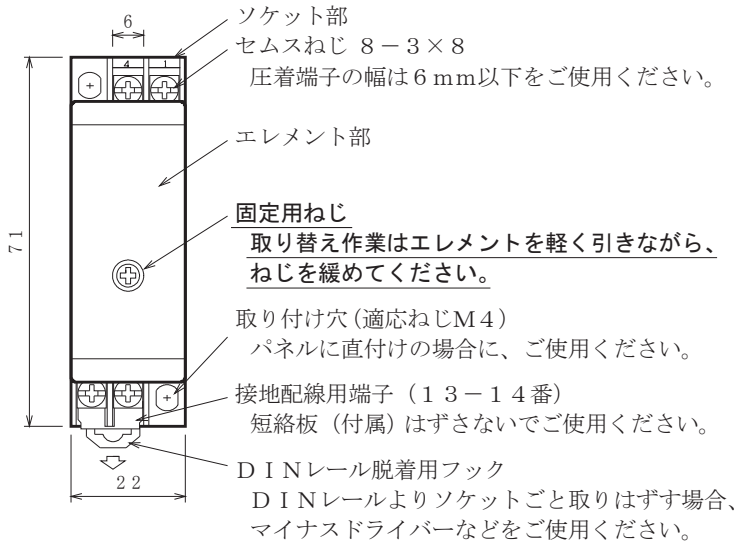 6
ソケット部
セムスねじ ８－３×８
圧着端子の幅は６ｍｍ以下をご使用ください。
4 1
エレメント部
71
固定用ねじ
取り替え作業はエレメントを軽く引きながら、
ねじを緩めてください。
取り付け穴（適応ねじＭ４）
パネルに直付けの場合に、ご使用ください。
接地配線用端子（１３－１４番）
短絡板（付属）はずさないでご使用ください。
ＤＩＮレール脱着用フック
22
ＤＩＮレールよりソケットごと取りはずす場合、
マイナスドライバーなどをご使用ください。